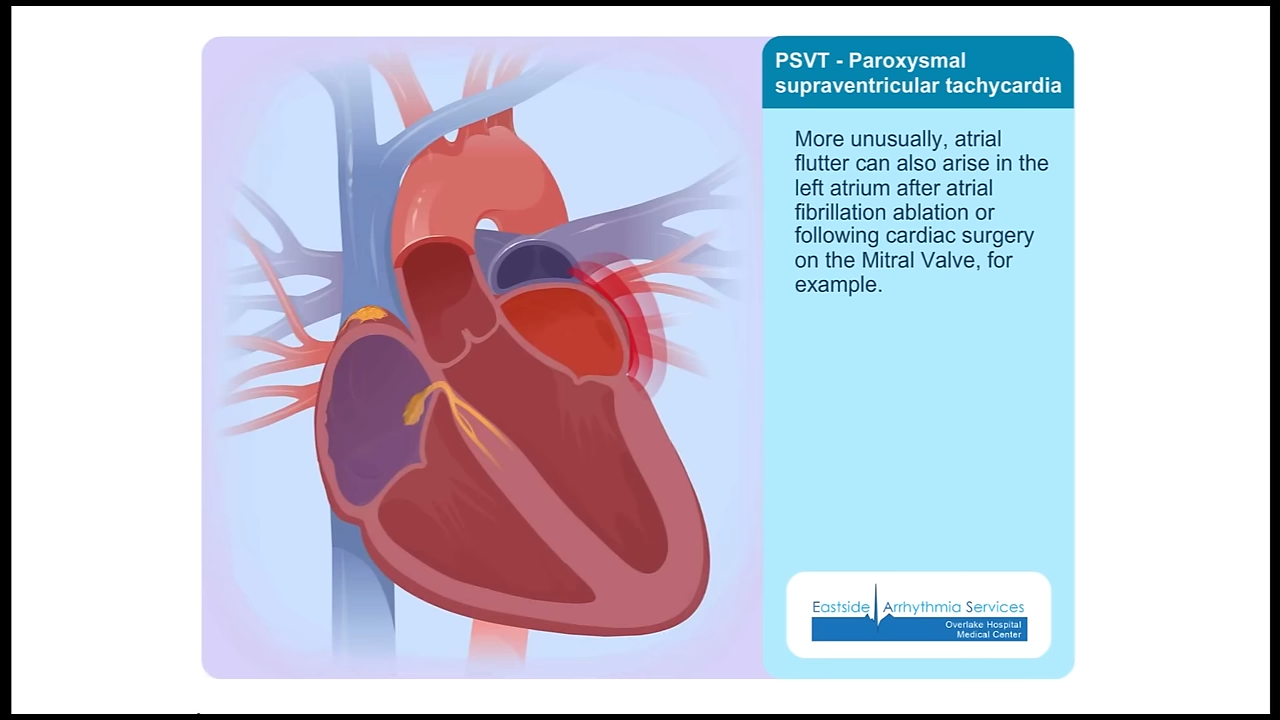 PSVT - Paroxysmal
supraventricular tachycardia
More unusually, atrial
flutter can also arise in the
left atrium after atrial
fibrillation ablation or
following cardiac surgery
on the Mitral Valve, for
example.
Eastside Arrhythmia Services
Overlake Hospital
Medical Center